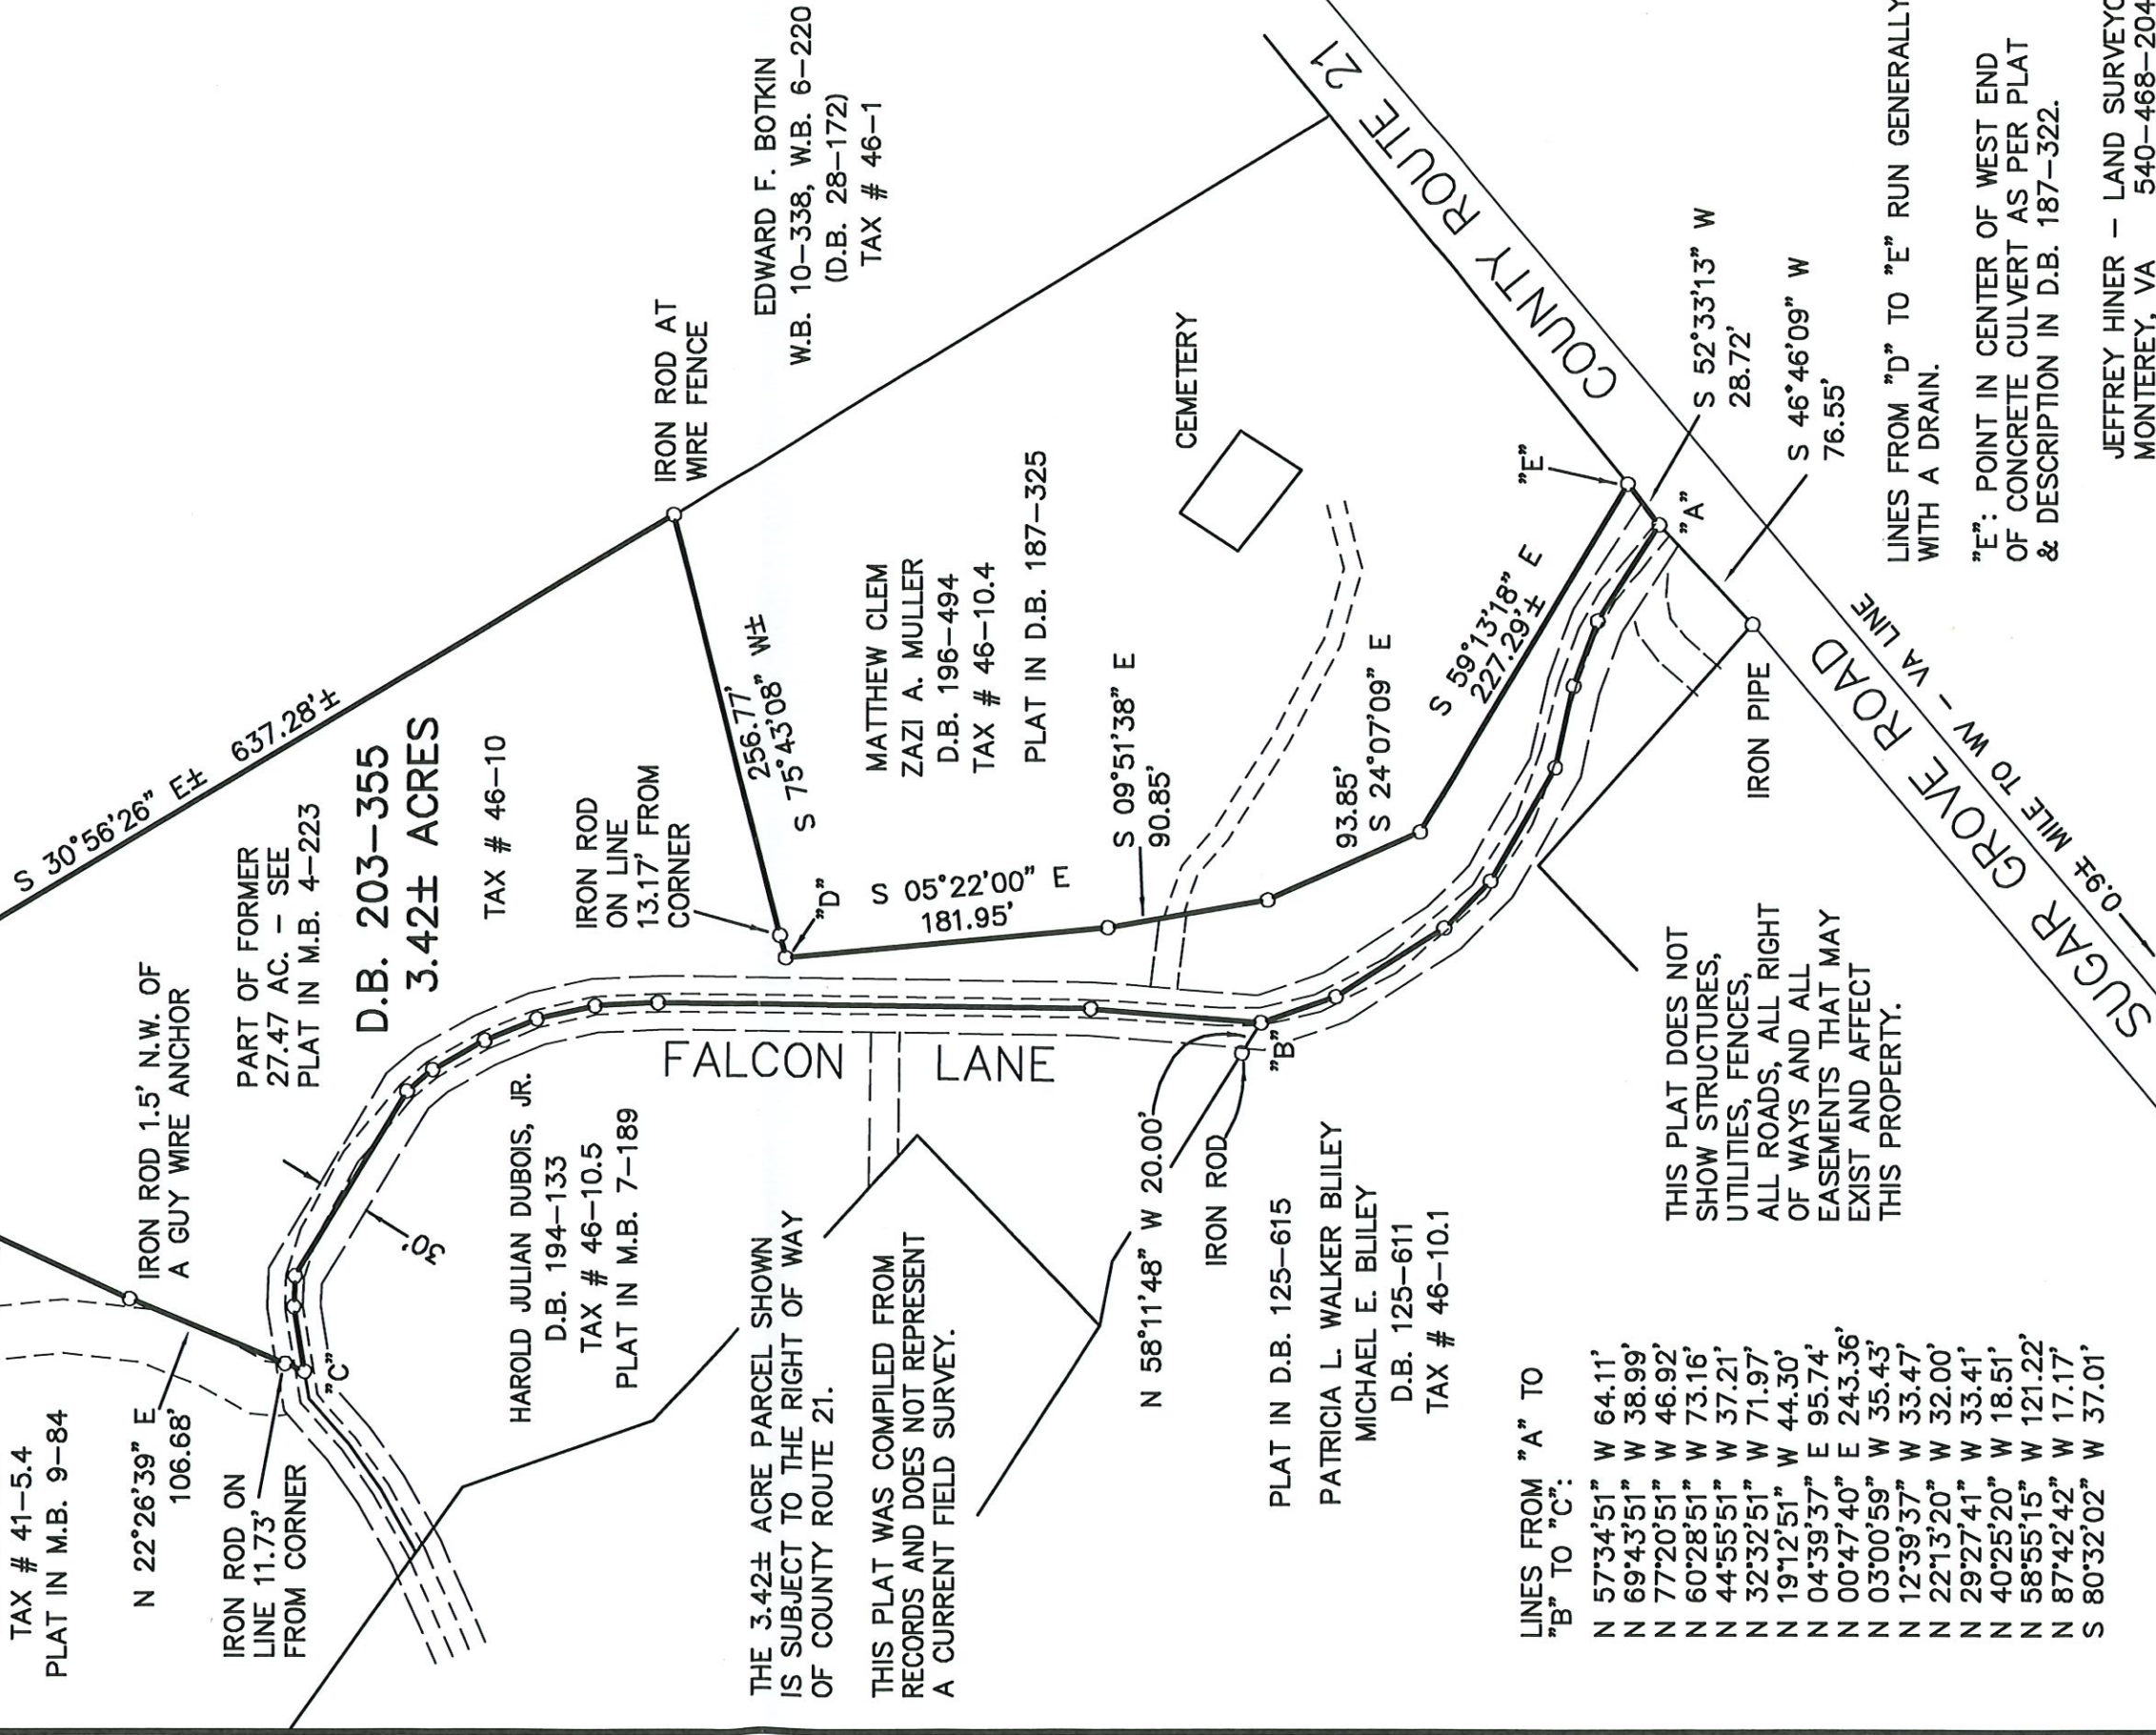 TAX # 41-5.4
PLAT IN M.B. 9-84
N 22°26'39" E
106.68'
IRON ROD ON
LINE 11.73'
FROM CORNER
IRON ROD 1.5' N.W. OF
A GUY WIRE ANCHOR
"C"
30'
S 30°56'26" E±
637.28'±
PART OF FORMER
27.47 AC. - SEE
PLAT IN M.B. 4-223
D.B. 203-355
3.42± ACRES
TAX # 46-10
IRON ROD
ON LINE
13.17' FROM
CORNER
"D"
256.77'
S 75°43'08" W±
IRON ROD AT
WIRE FENCE
EDWARD F. BOTKIN
W.B. 10-338, W.B. 6-220
(D.B. 28-172)
TAX # 46-1
HAROLD JULIAN DUBOIS, JR.
D.B. 194-133
TAX # 46-10.5
PLAT IN M.B. 7-189
FALCON LANE
S 05°22'00" E
181.95'
MATTHEW CLEM
ZAZI A. MULLER
D.B. 196-494
TAX # 46-10.4
PLAT IN D.B. 187-325
S 09°51'38" E
90.85'
93.85'
S 24°07'09" E
CEMETERY
S 59°13'18" E
227.29'±
"E"
"A"
COUNTY ROUTE 21
S 52°33'13" W
28.72'
S 46°46'09" W
76.55'
THE 3.42± ACRE PARCEL SHOWN
IS SUBJECT TO THE RIGHT OF WAY
OF COUNTY ROUTE 21.
THIS PLAT WAS COMPILED FROM
RECORDS AND DOES NOT REPRESENT
A CURRENT FIELD SURVEY.
N 58°11'48" W 20.00'
IRON ROD
"B"
PLAT IN D.B. 125-615
PATRICIA L. WALKER BLILEY
MICHAEL E. BLILEY
D.B. 125-611
TAX # 46-10.1
IRON PIPE
SUGAR GROVE ROAD
0.9± MILE TO WV - VA LINE
THIS PLAT DOES NOT
SHOW STRUCTURES,
UTILITIES, FENCES,
ALL ROADS, ALL RIGHT
OF WAYS AND ALL
EASEMENTS THAT MAY
EXIST AND AFFECT
THIS PROPERTY.
LINES FROM "A" TO
"B" TO "C":
N 57°34'51" W 64.11'
N 69°43'51" W 38.99'
N 77°20'51" W 46.92'
N 60°28'51" W 73.16'
N 44°55'51" W 37.21'
N 32°32'51" W 71.97'
N 19°12'51" W 44.30'
N 04°39'37" E 95.74'
N 00°47'40" E 243.36'
N 03°00'59" W 35.43'
N 12°39'37" W 33.47'
N 22°13'20" W 32.00'
N 29°27'41" W 33.41'
N 40°25'20" W 18.51'
N 58°55'15" W 121.22'
N 87°42'42" W 17.17'
S 80°32'02" W 37.01'
LINES FROM "D" TO "E" RUN GENERALLY
WITH A DRAIN.
"E": POINT IN CENTER OF WEST END
OF CONCRETE CULVERT AS PER PLAT
& DESCRIPTION IN D.B. 187-322.
JEFFREY HINER - LAND SURVEYO
MONTEREY, VA 540-468-204